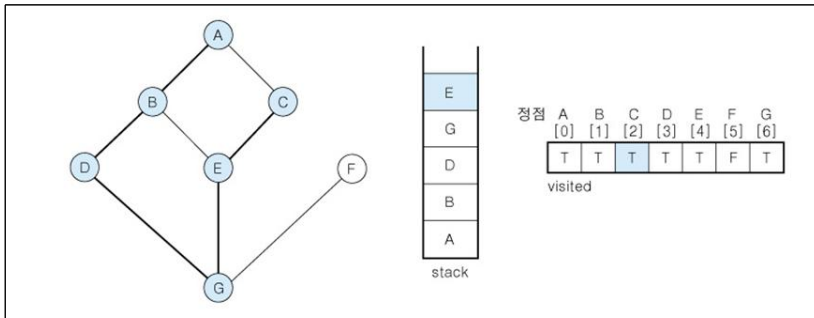 A
B
C
D
E
F
G
E
G
D
B
A
stack
정점 A B C D E F G
[0] [1] [2] [3] [4] [5] [6]
T T T T T F T
visited